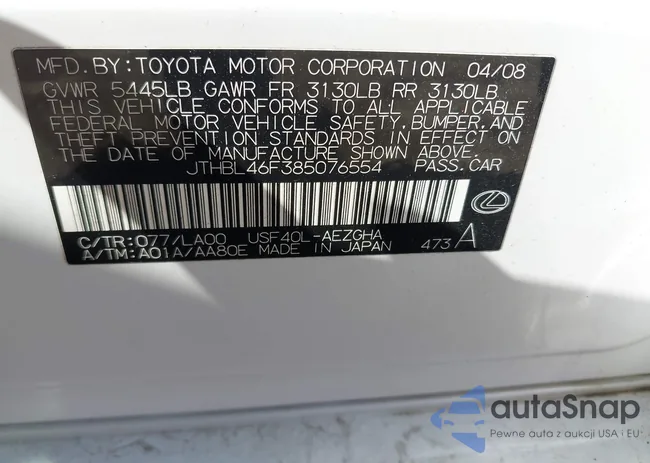 MFD. BY: TOYOTA MOTOR CORPORATION 04/08
GVWR 5445LB GAWR FR 3130LB RR 3130LB
THIS VEHICLE CONFORMS TO ALL APPLICABLE
FEDERAL MOTOR VEHICLE SAFETY, BUMPER, AND
THEFT PREVENTION STANDARDS IN EFFECT ON
THE DATE OF MANUFACTURE SHOWN ABOVE.
JTHBL46F385076554 PASS. CAR
C/TR: 077/LA00 USF40L-AEZGHA
A/TM: A01A/AA80E MADE IN JAPAN 473 A
autaSnap
Pewne auta z aukcji USA i EU